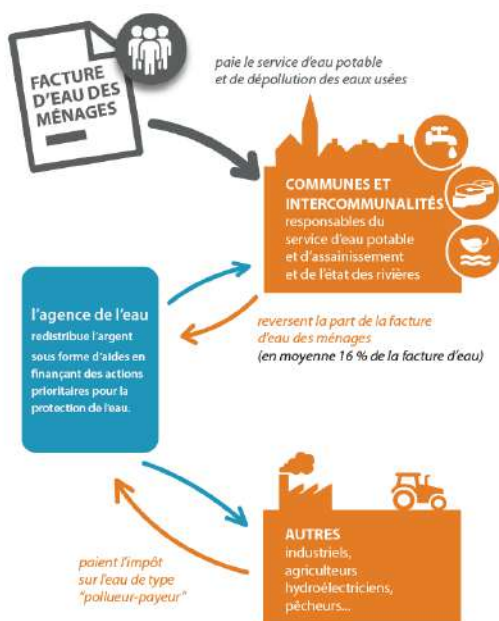 FACTURE
D'EAU DES
MÉNAGES
paie le service d'eau potable
et de dépollution des eaux usées
COMMUNES ET
INTERCOMMUNALITÉS
responsables du
service d'eau potable
et d'assainissement
et de l'état des rivières
l'agence de l'eau
redistribue l'argent
sous forme d'aides en
finançant des actions
prioritaires pour la
protection de l'eau.
reversent la part de la facture
d'eau des ménages
(en moyenne 16 % de la facture d'eau)
AUTRES
industriels,
agriculteurs
hydroélectriciens,
pêcheurs...
paient l'impôt
sur l'eau de type
"pollueur-payeur"